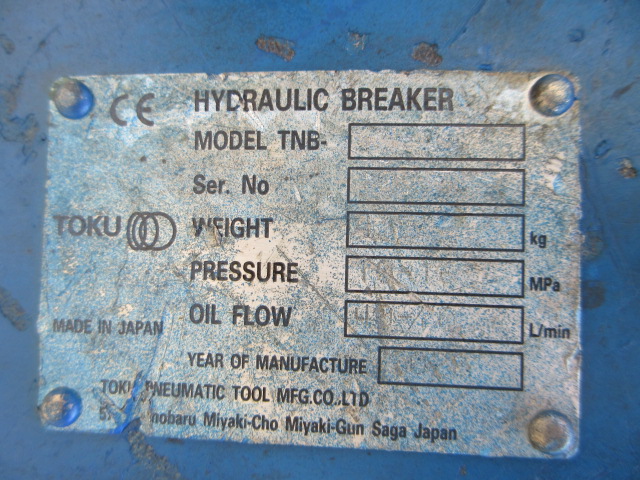 CE HYDRAULIC BREAKER
MODEL TNB-
Ser. No
TOKU WEIGHT kg
PRESSURE MPa
MADE IN JAPAN OIL FLOW L/min
YEAR OF MANUFACTURE
TOKU PNEUMATIC TOOL MFG.CO.,LTD
Miyaki-Cho Miyaki-Gun Saga Japan